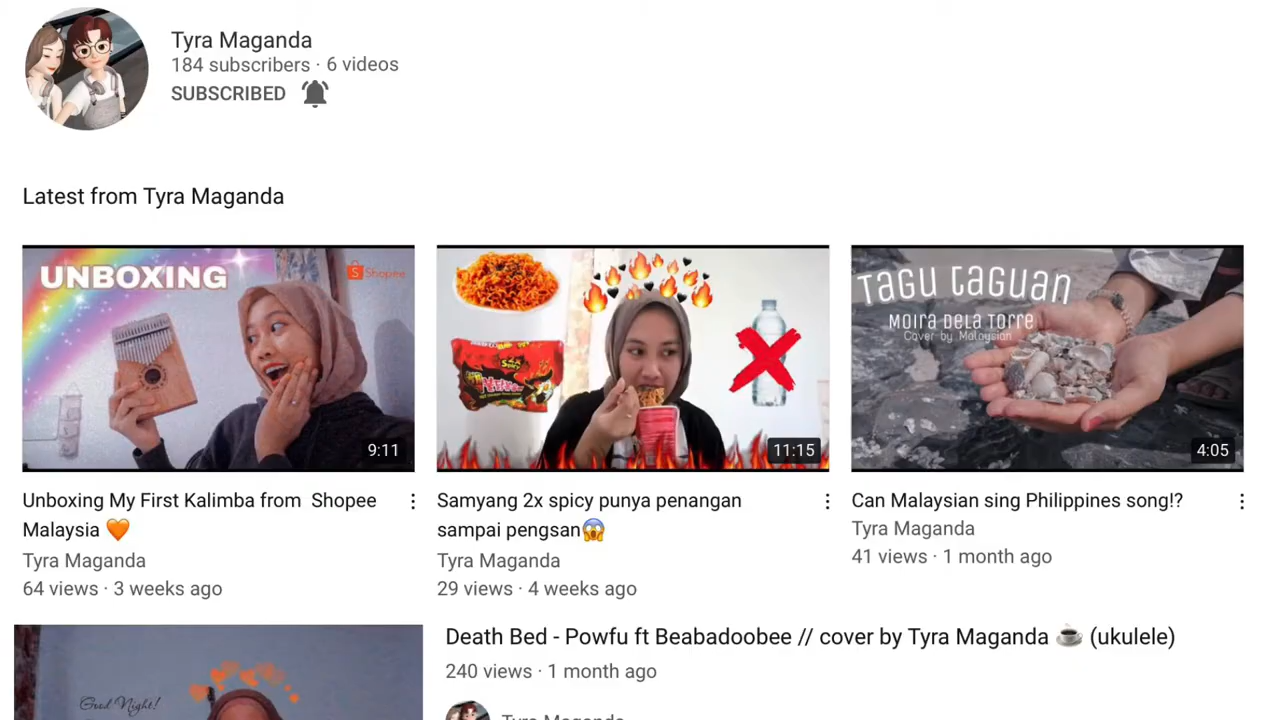 Tyra Maganda
184 subscribers · 6 videos
SUBSCRIBED
Latest from Tyra Maganda
UNBOXING
Shopee
9:11
11:15
TAGU TAGUAN
MOIRA DELA TORRE
Cover by Malaysian
4:05
Unboxing My First Kalimba from Shopee
Malaysia 🧡
Tyra Maganda
64 views · 3 weeks ago
Samyang 2x spicy punya penangan
sampai pengsan😱
Tyra Maganda
29 views · 4 weeks ago
Can Malaysian sing Philippines song!?
Tyra Maganda
41 views · 1 month ago
Good Night!
Death Bed - Powfu ft Beabadoobee // cover by Tyra Maganda ☕ (ukulele)
240 views · 1 month ago
Tyra Maganda